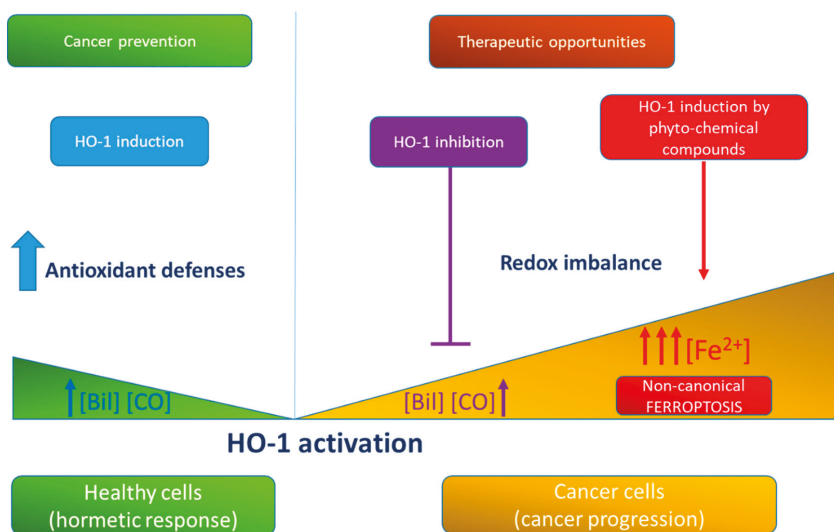 Cancer prevention
Therapeutic opportunities
HO-1 induction
HO-1 inhibition
HO-1 induction by
phyto-chemical
compounds
Antioxidant defenses
Redox imbalance
[Bil] [CO]
[Bil] [CO]
[Fe²⁺]
Non-canonical
FERROPTOSIS
HO-1 activation
Healthy cells
(hormetic response)
Cancer cells
(cancer progression)